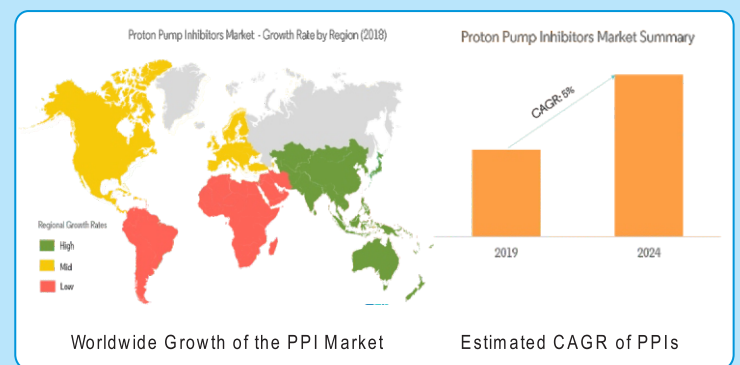 Proton Pump Inhibitors Market - Growth Rate by Region (2018)
Regional Growth Rates
High
Mid
Low
Worldwide Growth of the PPI Market
Proton Pump Inhibitors Market Summary
CAGR: 5%
2019 2024
Estimated CAGR of PPIs